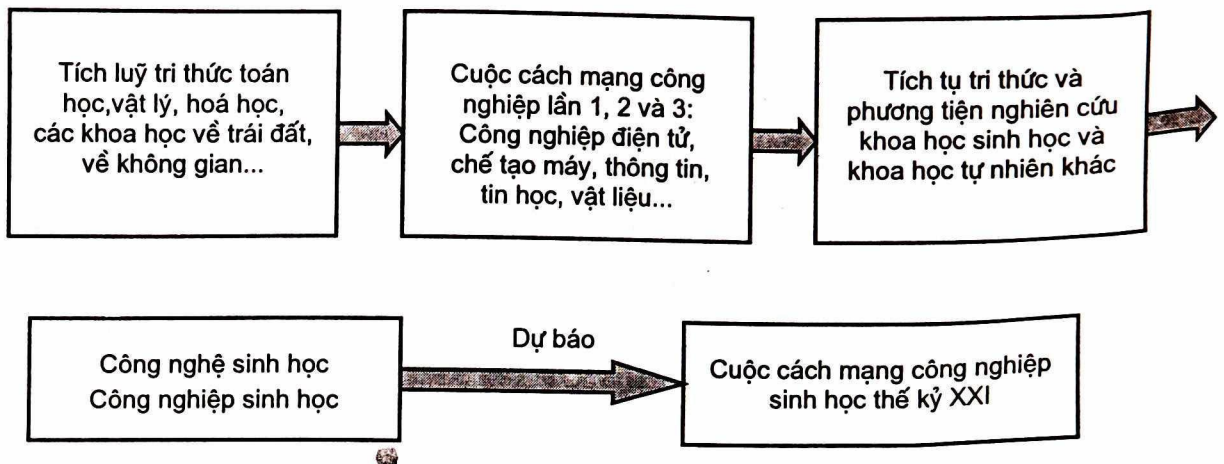 Tích luỹ tri thức toán
học,vật lý, hoá học,
các khoa học về trái đất,
về không gian...
Cuộc cách mạng công
nghiệp lần 1, 2 và 3:
Công nghiệp điện tử,
chế tạo máy, thông tin,
tin học, vật liệu...
Tích tụ tri thức và
phương tiện nghiên cứu
khoa học sinh học và
khoa học tự nhiên khác
Công nghệ sinh học
Công nghiệp sinh học
Dự báo
Cuộc cách mạng công nghiệp
sinh học thế kỷ XXI